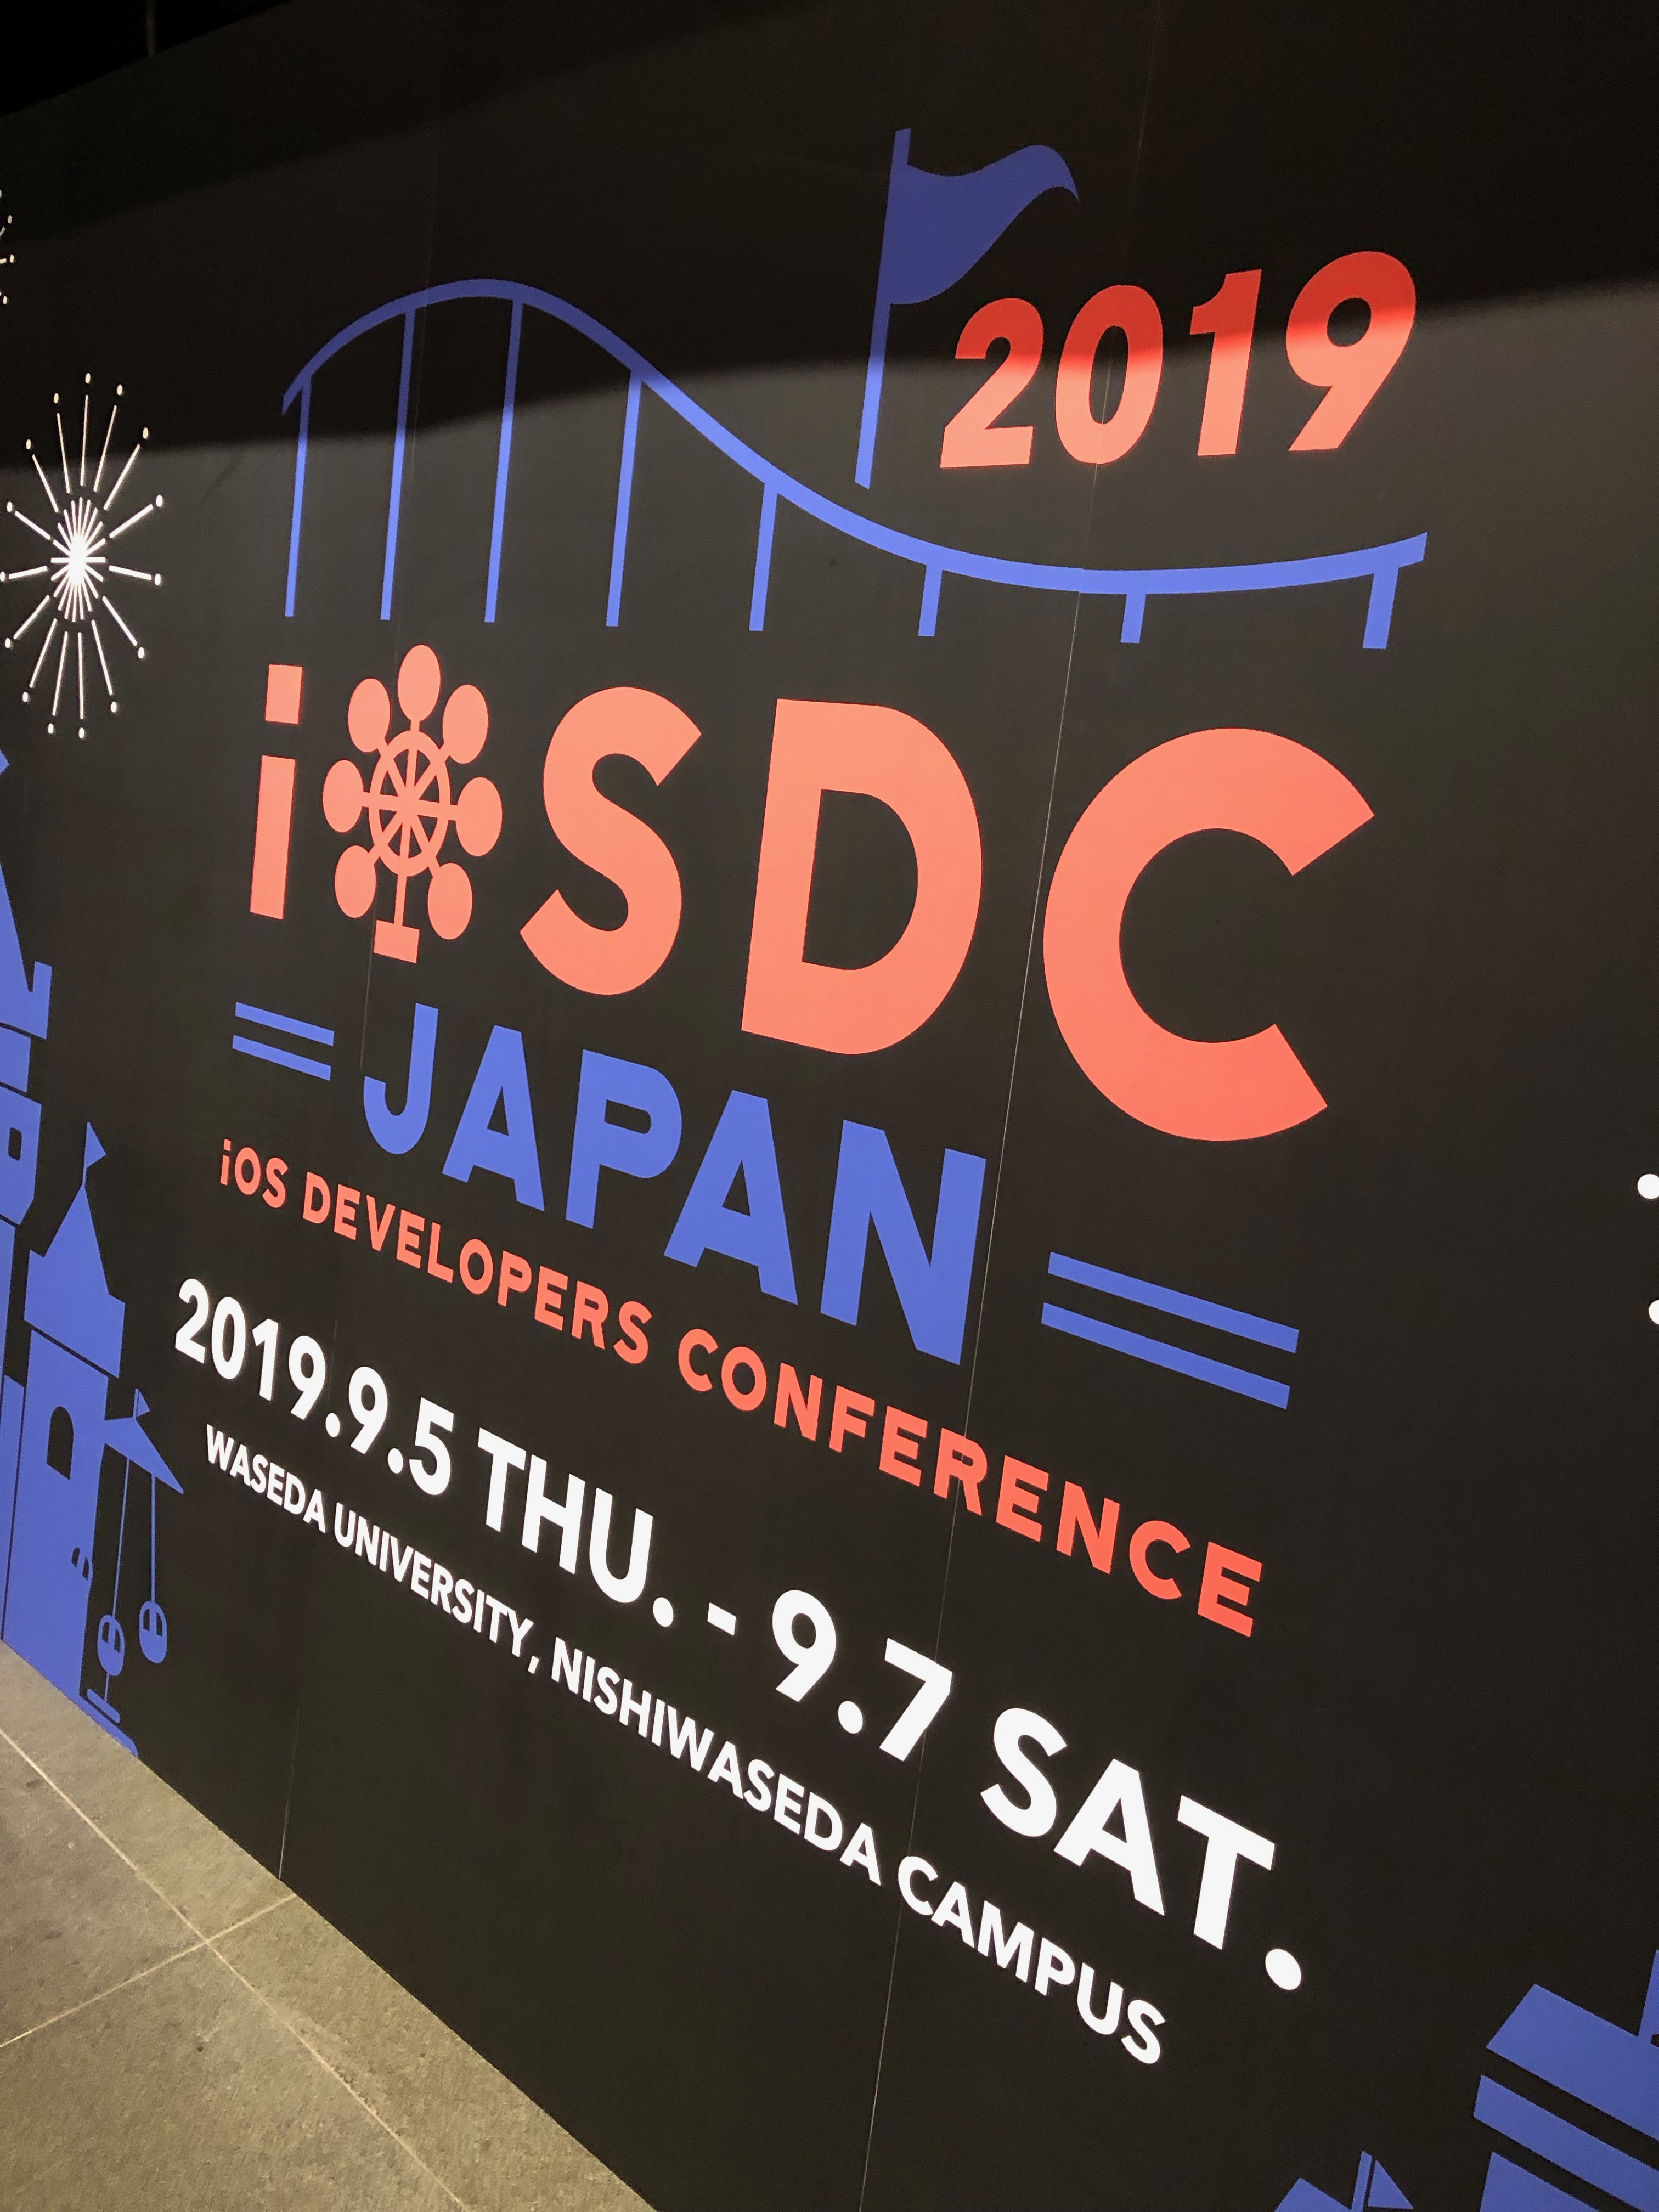 2019
iOSDC
JAPAN
iOS DEVELOPERS CONFERENCE
2019.9.5 THU. - 9.7 SAT.
WASEDA UNIVERSITY, NISHIWASEDA CAMPUS